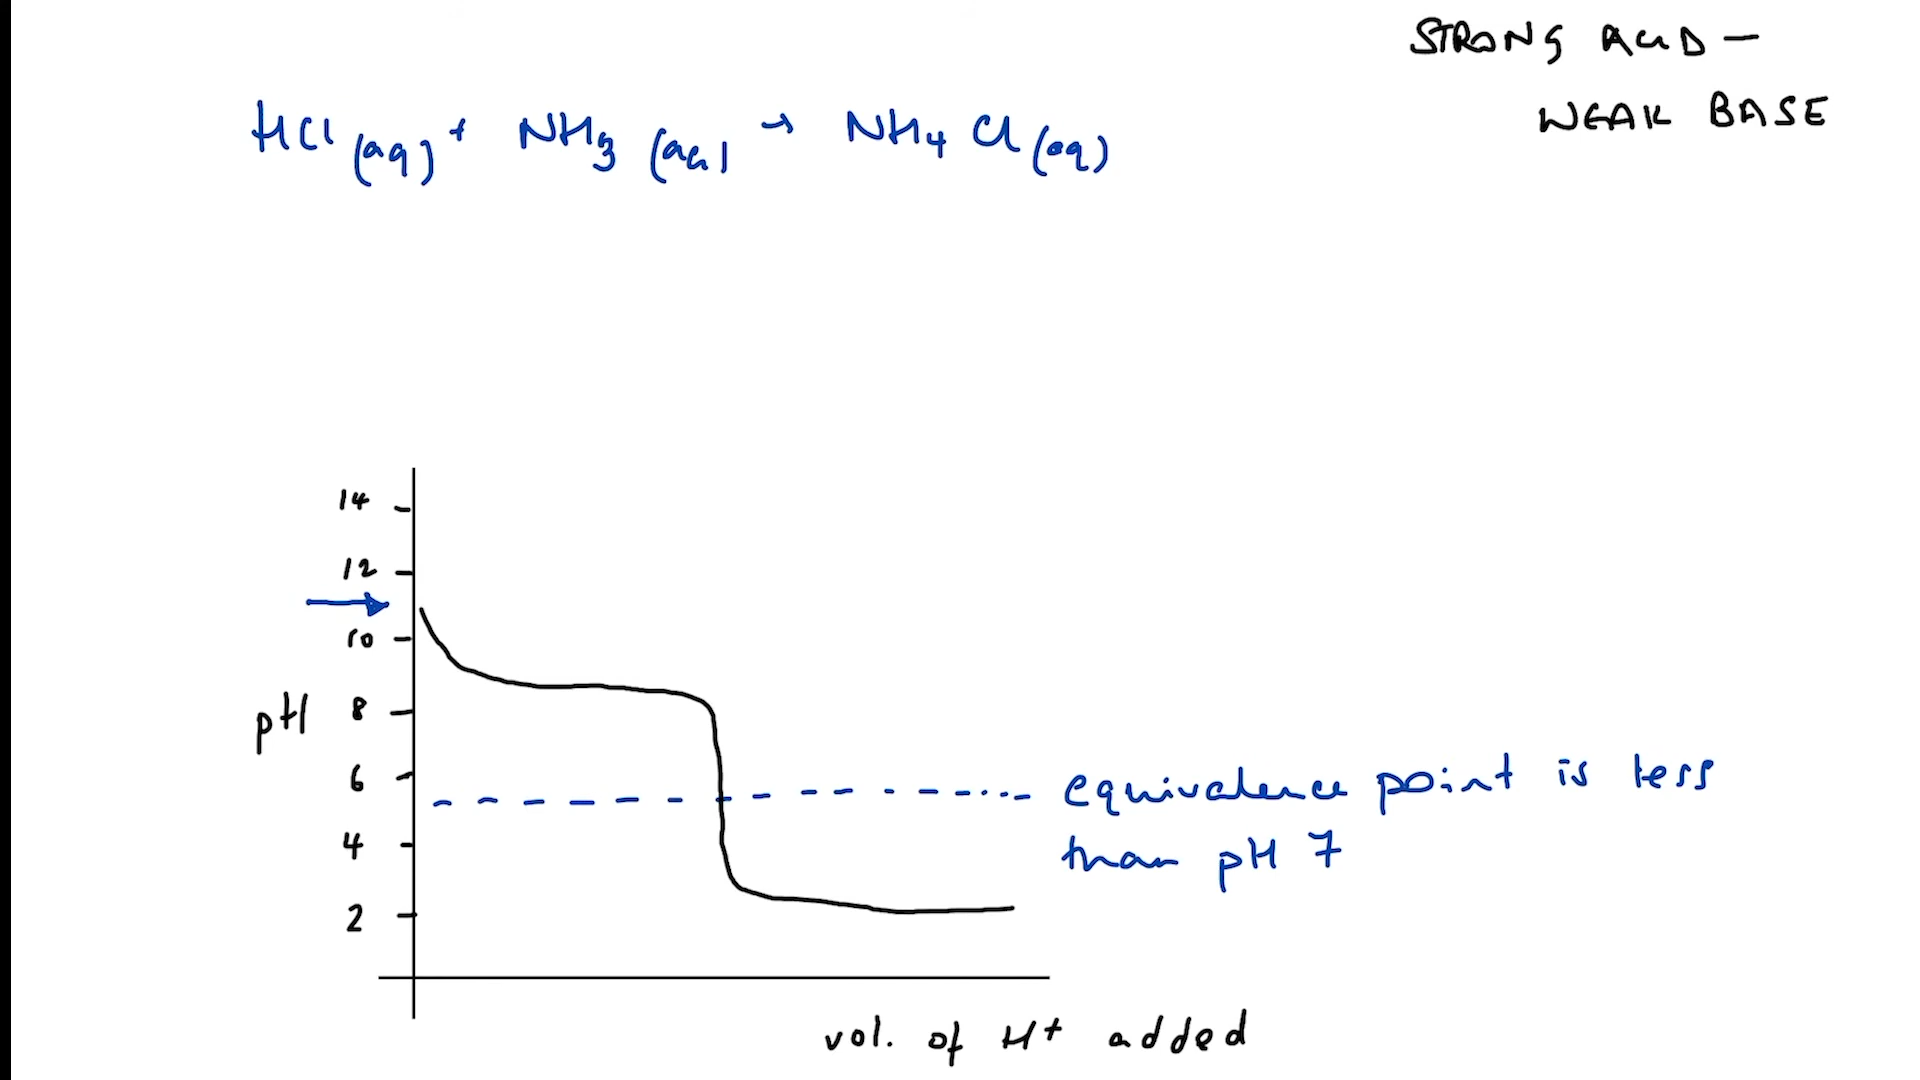 STRONG ACID –
WEAK BASE
HCl (aq) + NH3 (aq) → NH4Cl (aq)
14
12
10
pH 8
6
4
2
equivalence point is less
than pH 7
vol. of H+ added